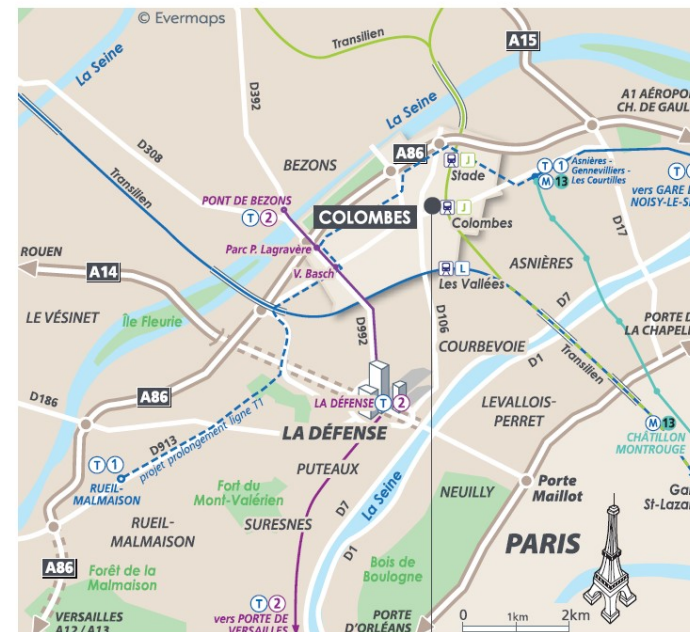 © Evermaps
Transilien
A15
La Seine
D392
La Seine
A1 AÉROPO
CH. DE GAUL
D308
BEZONS
A86
J
Stade
T 1
Asnières -
Gennevilliers -
Les Courtilles
M 13
T
vers GARE
NOISY-LE-S
Transilien
PONT DE BEZONS
T 2
COLOMBES
J
Colombes
D17
ROUEN
Parc P. Lagravère
V. Basch
A14
L
Les Vallées
ASNIÈRES
LE VÉSINET
Île Fleurie
D992
D106
D7
PORTE D
LA CHAPELL
COURBEVOIE
D1
Transilien
D186
A86
LA DÉFENSE
T 2
LEVALLOIS-
PERRET
M 13
CHÂTILLON
MONTROUGE
LA DÉFENSE
D913
projet prolongement ligne T1
T 1
RUEIL-
MALMAISON
PUTEAUX
Fort du
Mont-Valérien
D7
La Seine
NEUILLY
Porte
Maillot
Ga
St-Lazar
RUEIL-
MALMAISON
SURESNES
D1
PARIS
A86
Forêt de la
Malmaison
Bois de
Boulogne
T 2
vers PORTE DE
VERSAILLES
VERSAILLES
A12 / A13
PORTE
D'ORLÉANS
0
1km
2km